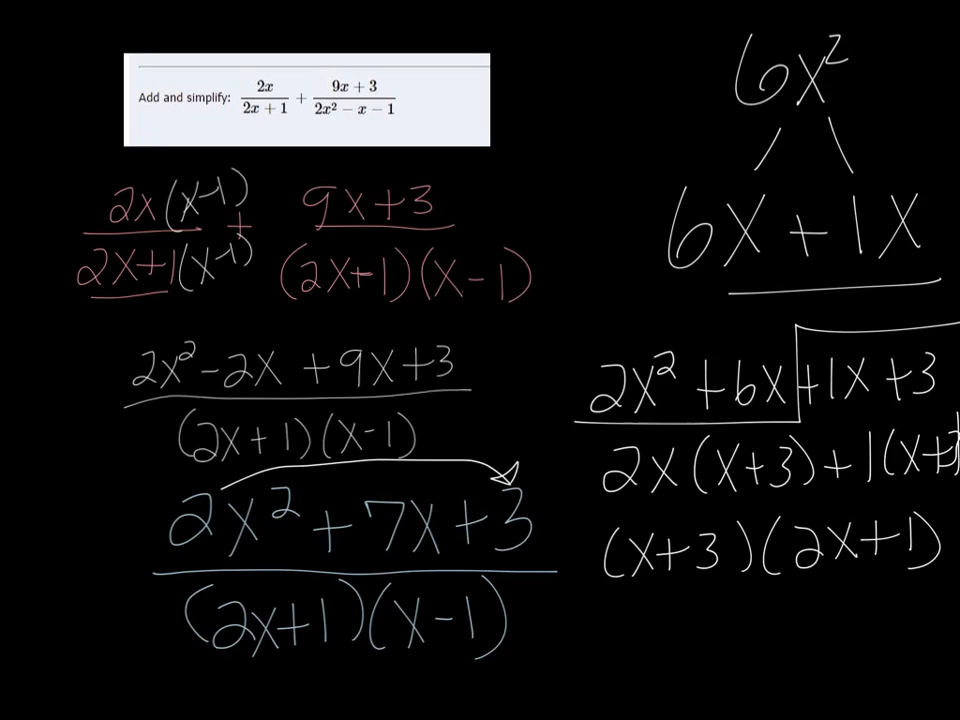 Add and simplify: 2x/(2x + 1) + (9x + 3)/(2x² − x − 1)
2x(x-1)/2x+1(x-1) + 9x+3/(2x+1)(x-1)
2x² - 2x + 9x + 3
(2x+1)(x-1)
2x² + 7x + 3
(2x+1)(x-1)
6x²
6x + 1x
2x² + 6x + 1x + 3
2x(x+3) + 1(x+3
(x+3)(2x+1)